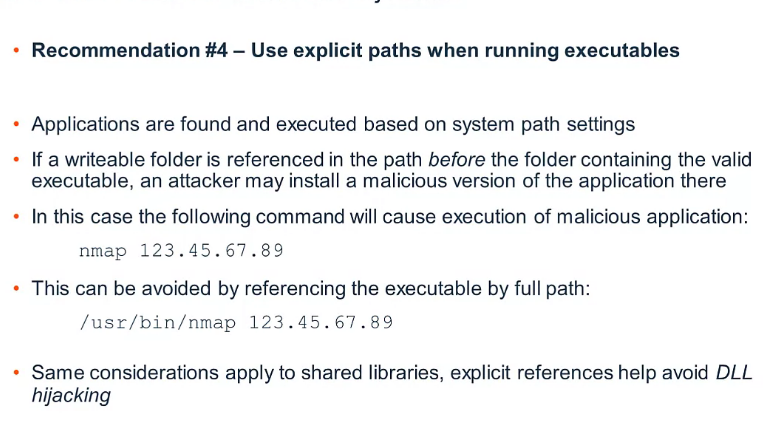 • Recommendation #4 – Use explicit paths when running executables
• Applications are found and executed based on system path settings
• If a writeable folder is referenced in the path before the folder containing the valid
executable, an attacker may install a malicious version of the application there
• In this case the following command will cause execution of malicious application:
nmap 123.45.67.89
• This can be avoided by referencing the executable by full path:
/usr/bin/nmap 123.45.67.89
• Same considerations apply to shared libraries, explicit references help avoid DLL
hijacking